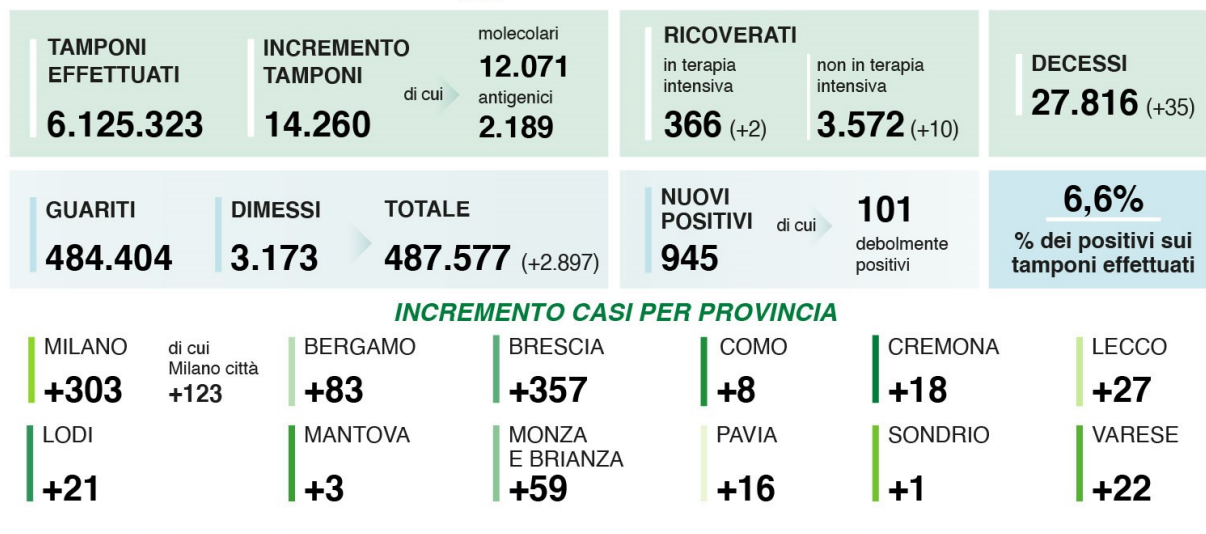 TAMPONI
EFFETTUATI
6.125.323
INCREMENTO
TAMPONI
14.260
di cui
molecolari
12.071
antigenici
2.189
RICOVERATI
in terapia
intensiva
366 (+2)
non in terapia
intensiva
3.572 (+10)
DECESSI
27.816 (+35)
GUARITI
484.404
DIMESSI
3.173
TOTALE
487.577 (+2.897)
NUOVI
POSITIVI
945
di cui
101
debolmente
positivi
6,6%
% dei positivi sui
tamponi effettuati
INCREMENTO CASI PER PROVINCIA
MILANO
+303
di cui
Milano città
+123
BERGAMO
+83
BRESCIA
+357
COMO
+8
CREMONA
+18
LECCO
+27
LODI
+21
MANTOVA
+3
MONZA
E BRIANZA
+59
PAVIA
+16
SONDRIO
+1
VARESE
+22